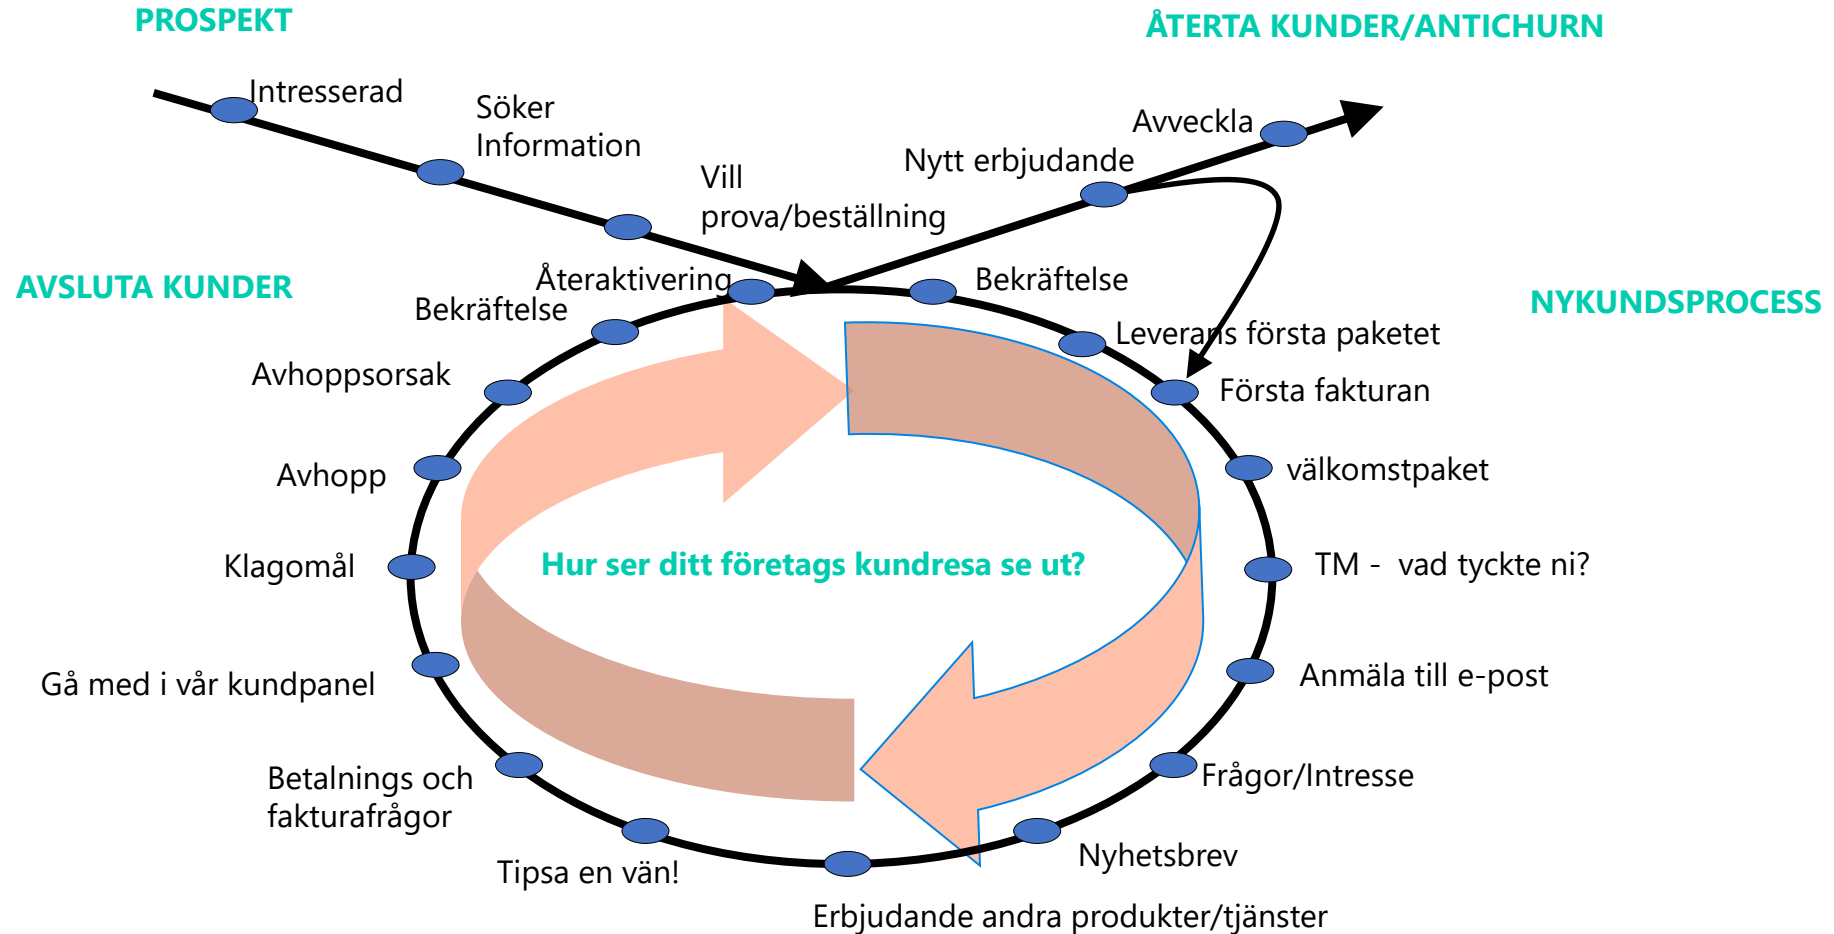 PROSPEKT
ÅTERTA KUNDER/ANTICHURN
Intresserad
Söker
Information
Vill
prova/beställning
Nytt erbjudande
Avveckla
AVSLUTA KUNDER
NYKUNDSPROCESS
Återaktivering
Bekräftelse
Bekräftelse
Leverans första paketet
Avhoppsorsak
Första fakturan
Avhopp
välkomstpaket
Klagomål
Hur ser ditt företags kundresa se ut?
TM -  vad tyckte ni?
Gå med i vår kundpanel
Anmäla till e-post
Betalnings och
fakturafrågor
Frågor/Intresse
Tipsa en vän!
Nyhetsbrev
Erbjudande andra produkter/tjänster